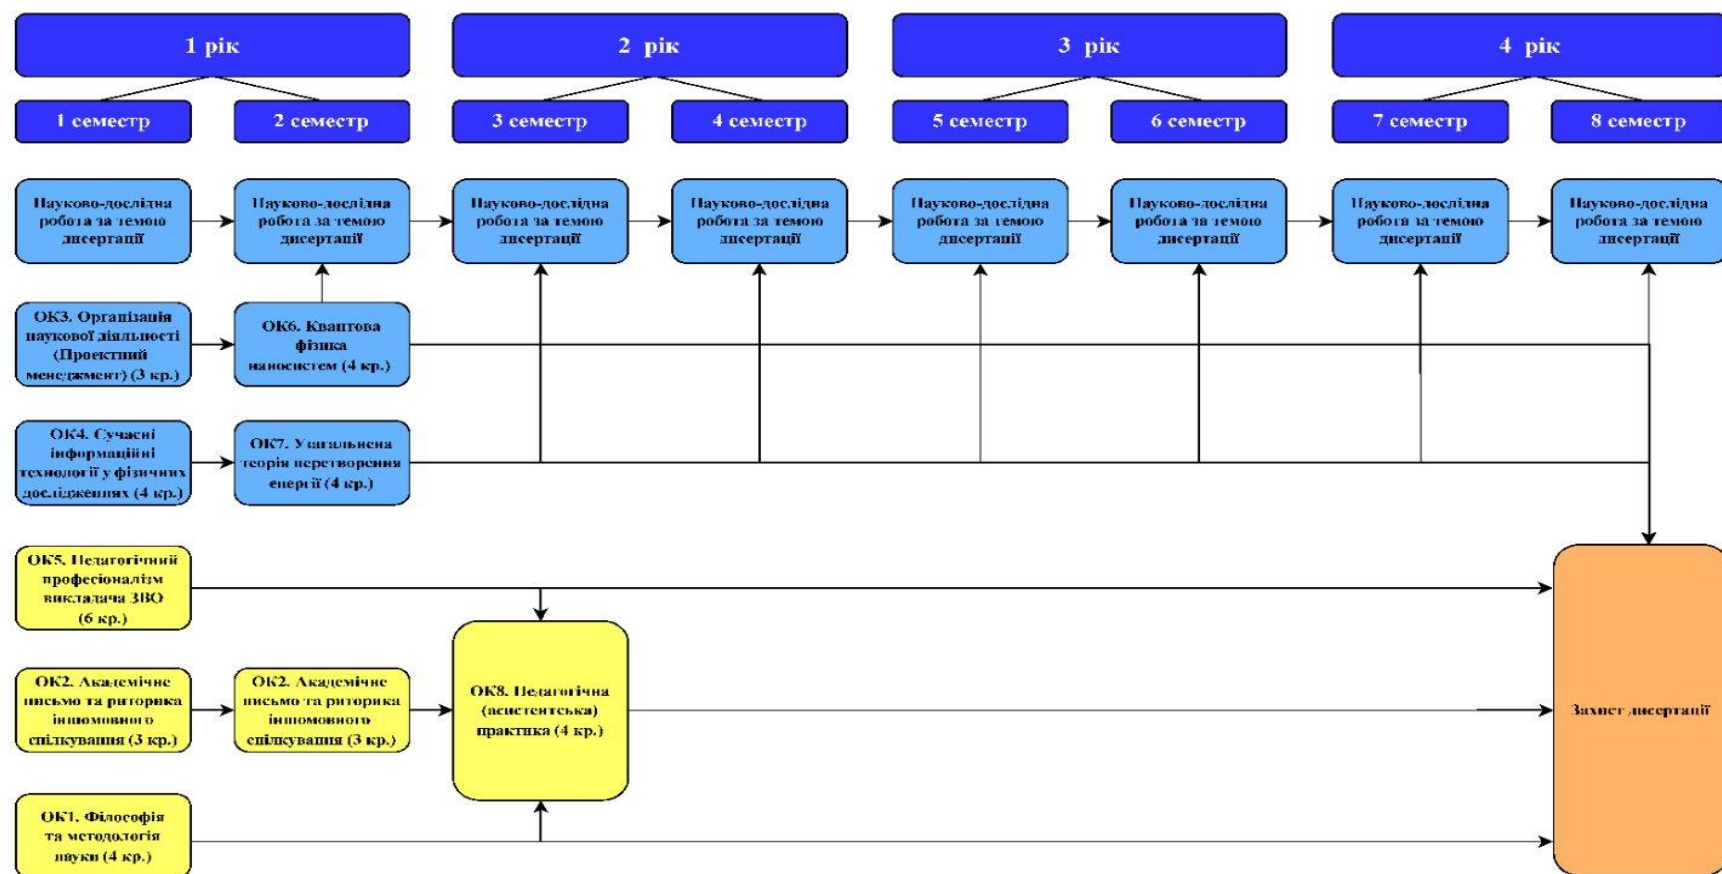 1 рік
2 рік
3 рік
4 рік
1 семестр
2 семестр
3 семестр
4 семестр
5 семестр
6 семестр
7 семестр
8 семестр
Науково-дослідна
робота за темою
дисертації
Науково-дослідна
робота за темою
дисертації
Науково-дослідна
робота за темою
дисертації
Науково-дослідна
робота за темою
дисертації
Науково-дослідна
робота за темою
дисертації
Науково-дослідна
робота за темою
дисертації
Науково-дослідна
робота за темою
дисертації
Науково-дослідна
робота за темою
дисертації
ОК3. Організація
наукової діяльності
(Проектний
менеджмент) (3 кр.)
ОК6. Квантова
фізика
наносистем (4 кр.)
ОК4. Сучасні
інформаційні
технології у фізичних
дослідженнях (4 кр.)
ОК7. Узагальнена
теорія перетворення
енергії (4 кр.)
ОК5. Педагогічний
професіоналізм
викладача ЗВО
(6 кр.)
ОК2. Академічне
письмо та риторика
іншомовного
спілкування (3 кр.)
ОК2. Академічне
письмо та риторика
іншомовного
спілкування (3 кр.)
ОК8. Педагогічна
(асистентська)
практика (4 кр.)
Захист дисертації
ОК1. Філософія
та методологія
науки (4 кр.)